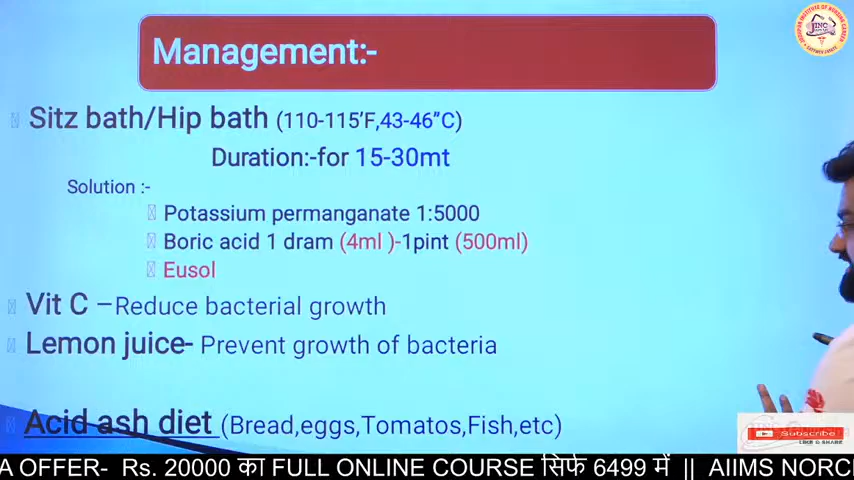 Management:-
Sitz bath/Hip bath (110-115'F,43-46"C)
Duration:-for 15-30mt
Solution :-
Potassium permanganate 1:5000
Boric acid 1 dram (4ml )-1pint (500ml)
Eusol
Vit C –Reduce bacterial growth
Lemon juice- Prevent growth of bacteria
Acid ash diet (Bread,eggs,Tomatos,Fish,etc)
Subscribe
LIKE & SHARE
A OFFER- Rs. 20000 का FULL ONLINE COURSE सिर्फ 6499 में || AIIMS NORC